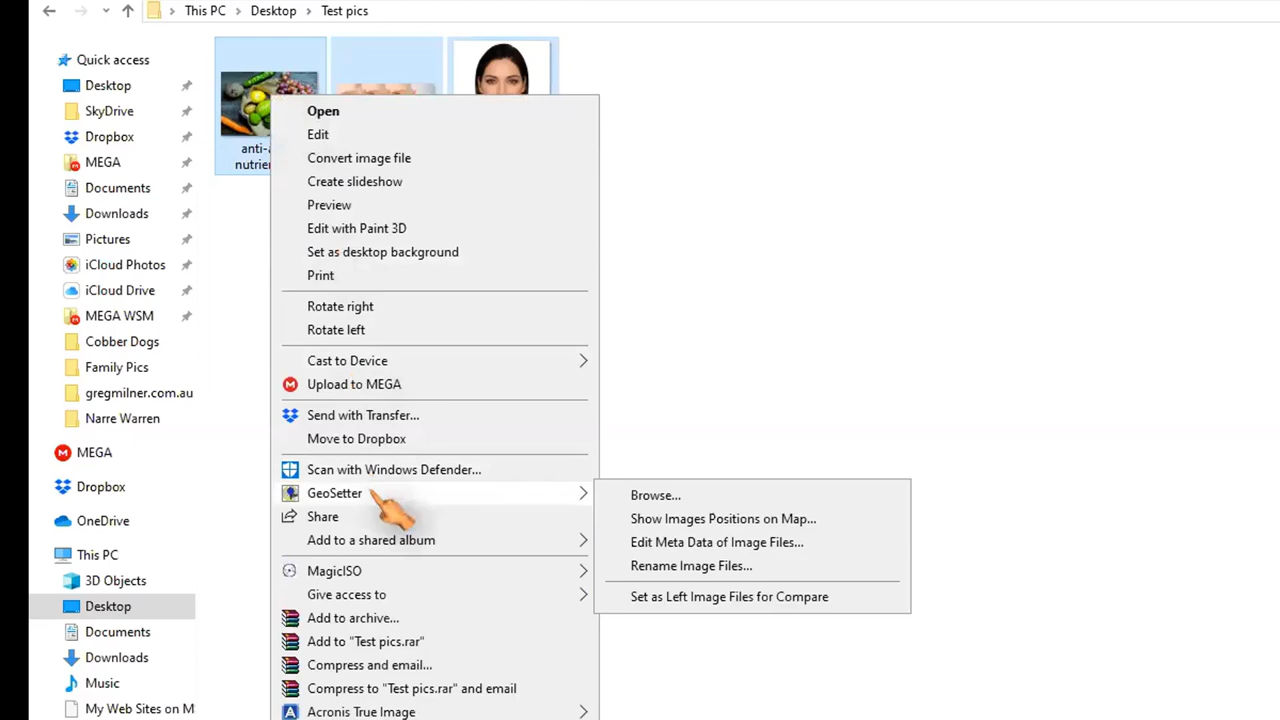 This PC
Desktop
Test pics
Quick access
Desktop
SkyDrive
Dropbox
MEGA
Documents
Downloads
Pictures
iCloud Photos
iCloud Drive
MEGA WSM
Cobber Dogs
Family Pics
gregmilner.com.au
Narre Warren
MEGA
Dropbox
OneDrive
This PC
3D Objects
Desktop
Documents
Downloads
Music
My Web Sites on M
anti-a
nutrien
Open
Edit
Convert image file
Create slideshow
Preview
Edit with Paint 3D
Set as desktop background
Print
Rotate right
Rotate left
Cast to Device
Upload to MEGA
Send with Transfer...
Move to Dropbox
Scan with Windows Defender...
GeoSetter
Share
Add to a shared album
MagicISO
Give access to
Add to archive...
Add to "Test pics.rar"
Compress and email...
Compress to "Test pics.rar" and email
Acronis True Image
Browse...
Show Images Positions on Map...
Edit Meta Data of Image Files...
Rename Image Files...
Set as Left Image Files for Compare